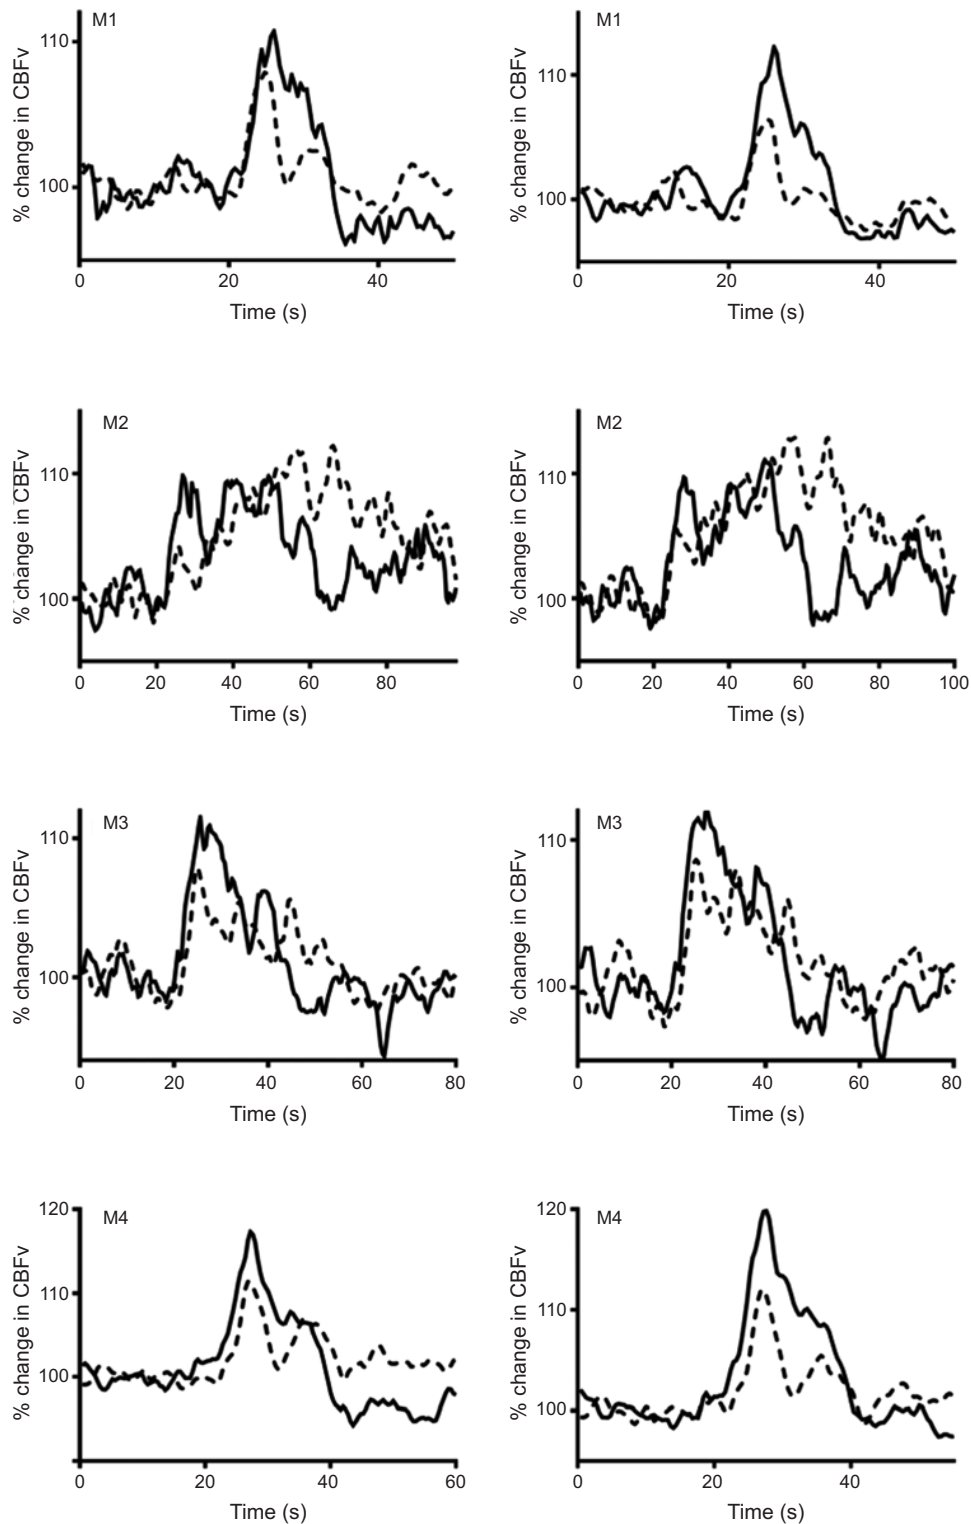 M1
% change in CBFv
110
100
0 20 40
Time (s)
M1
% change in CBFv
110
100
0 20 40
Time (s)
M2
% change in CBFv
110
100
0 20 40 60 80
Time (s)
M2
% change in CBFv
110
100
0 20 40 60 80 100
Time (s)
M3
% change in CBFv
110
100
0 20 40 60 80
Time (s)
M3
% change in CBFv
110
100
0 20 40 60 80
Time (s)
M4
% change in CBFv
120
110
100
0 20 40 60
Time (s)
M4
% change in CBFv
120
110
100
0 20 40
Time (s)